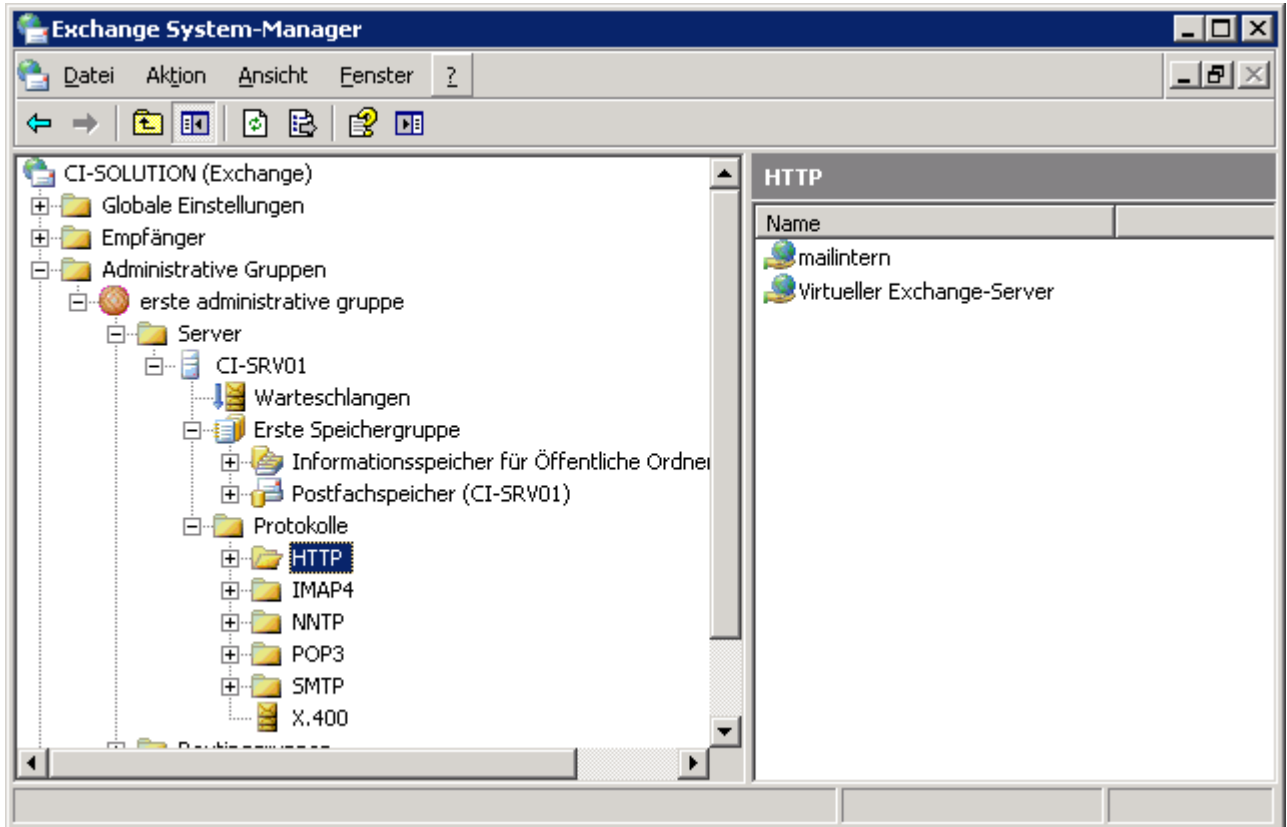 Exchange System-Manager
Datei Aktion Ansicht Fenster ?
CI-SOLUTION (Exchange)
Globale Einstellungen
Empfänger
Administrative Gruppen
erste administrative gruppe
Server
CI-SRV01
Warteschlangen
Erste Speichergruppe
Informationsspeicher für Öffentliche Ordner
Postfachspeicher (CI-SRV01)
Protokolle
HTTP
IMAP4
NNTP
POP3
SMTP
X.400
HTTP
Name
mailintern
Virtueller Exchange-Server